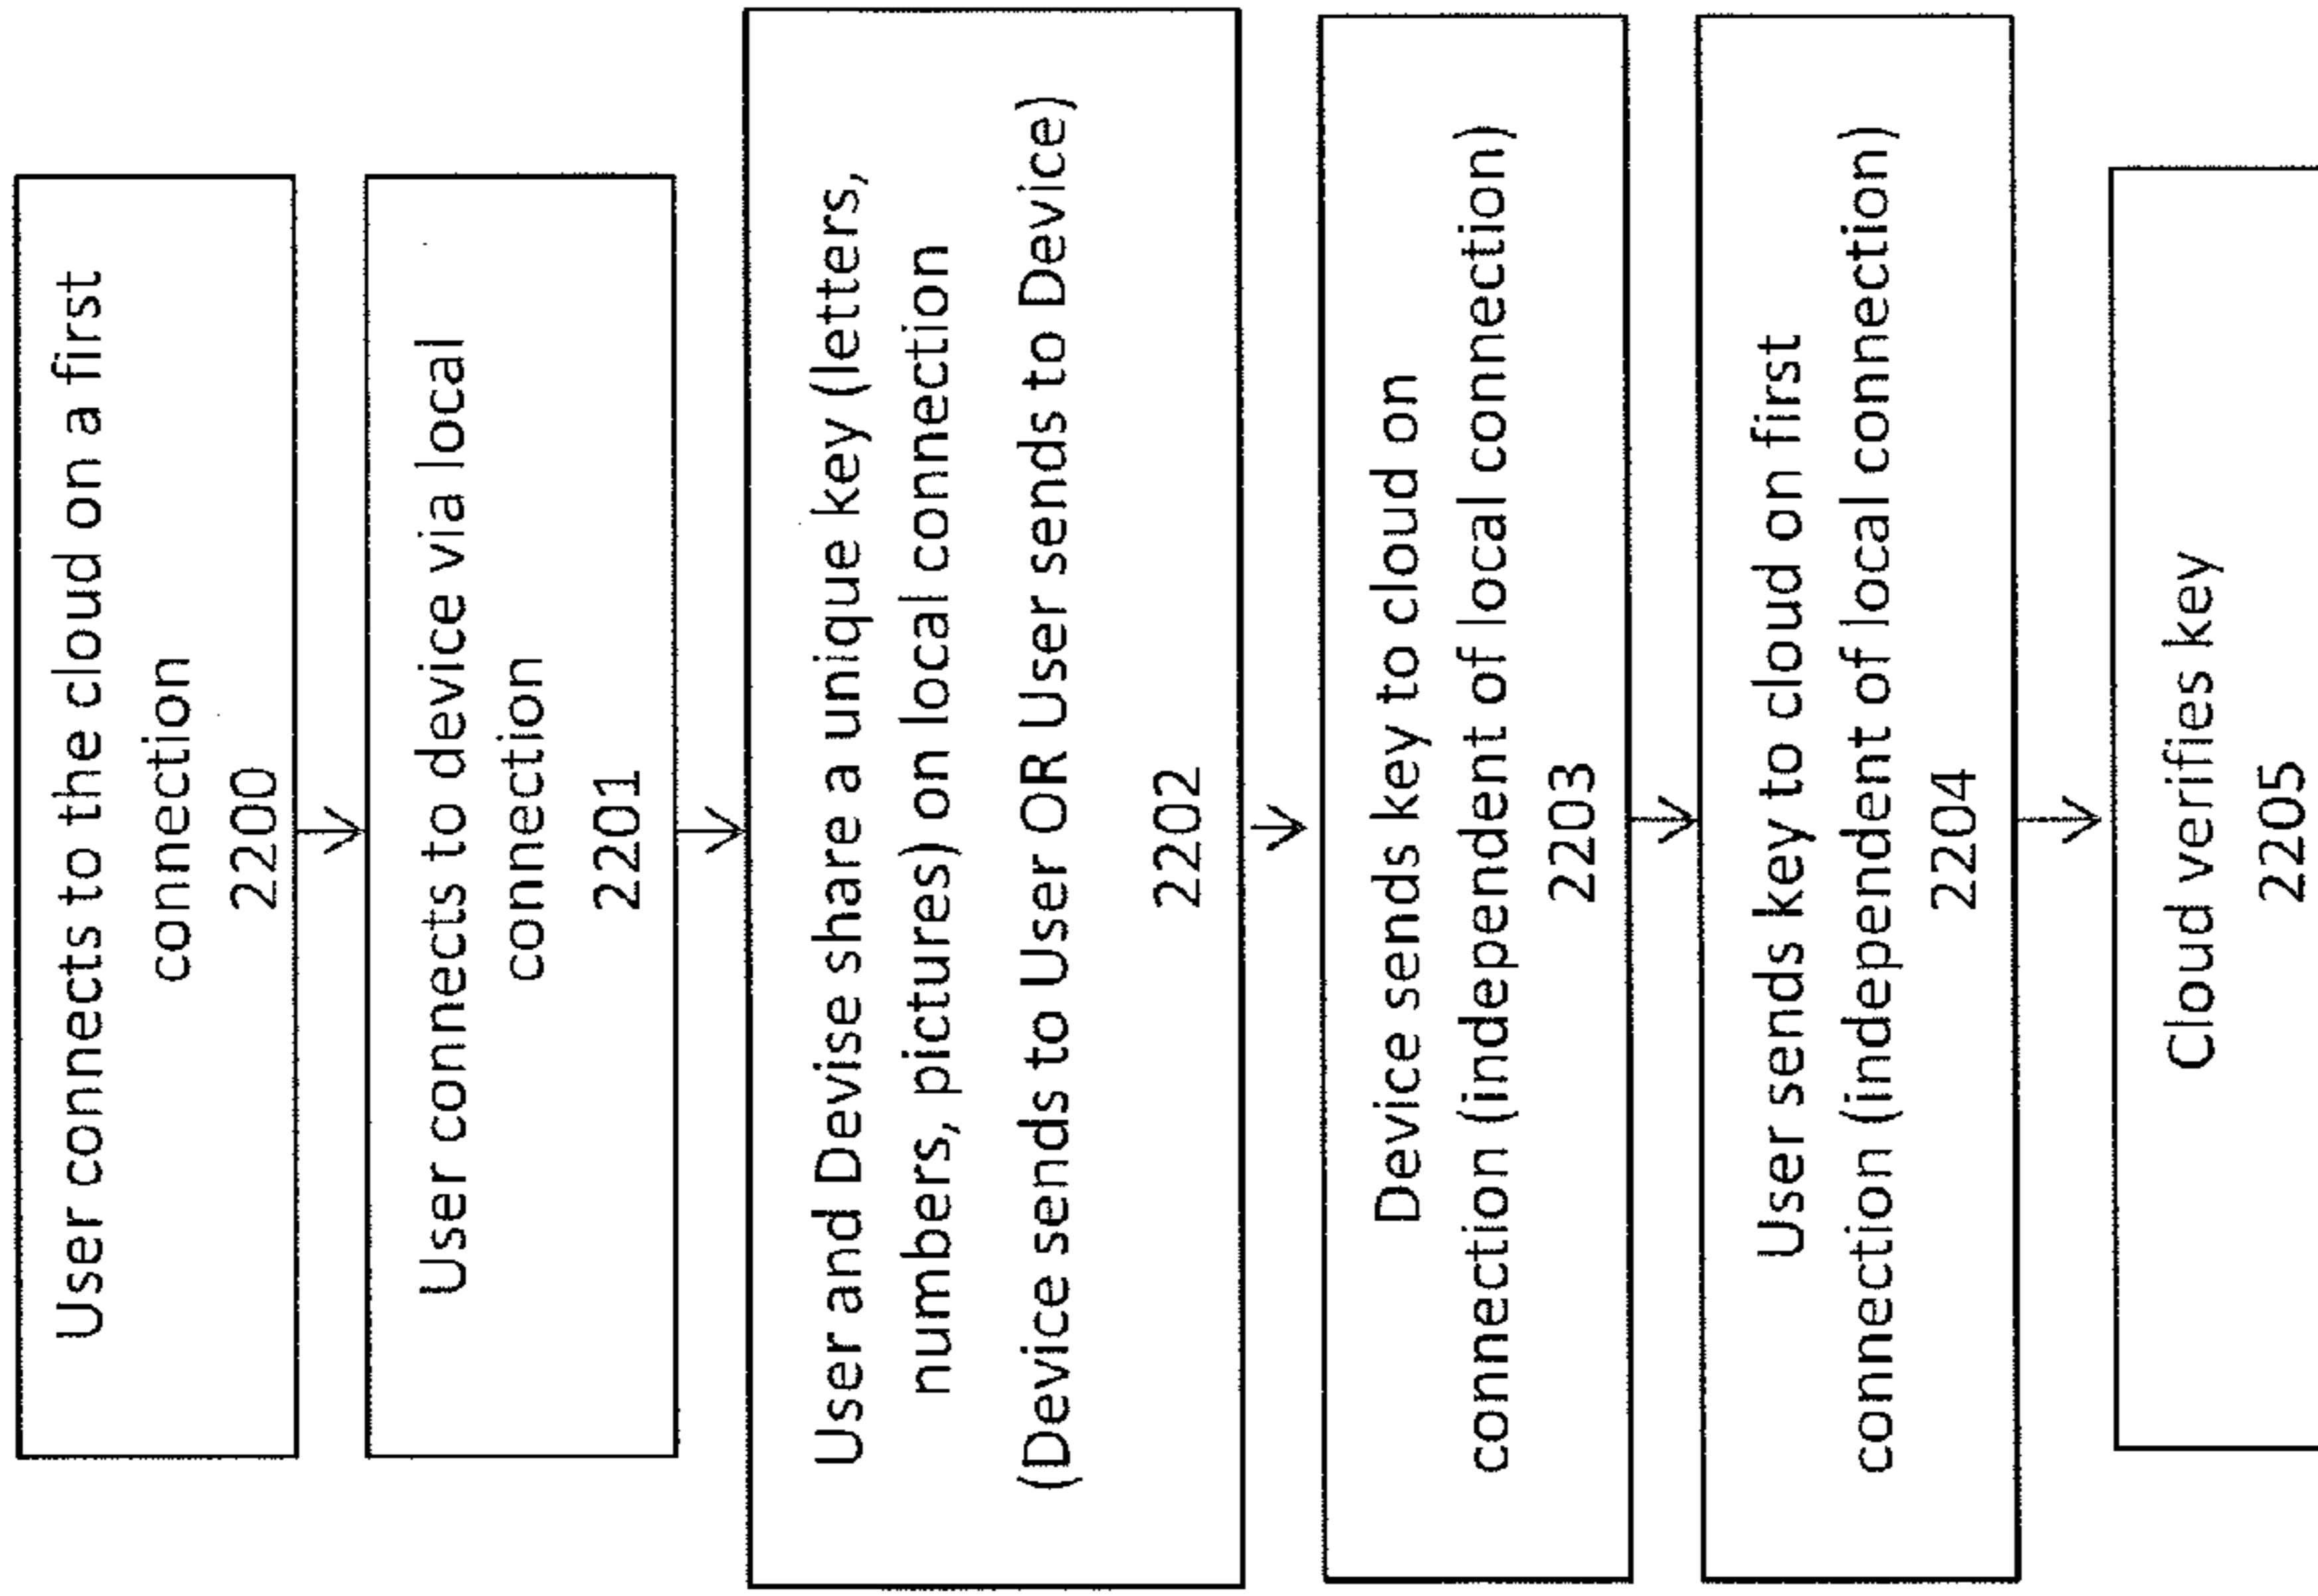 User connects to the cloud on a first
connection
2200
User connects to device via local
connection
2201
User and Devise share a unique key (letters,
numbers, pictures) on local connection
(Device sends to User OR User sends to Device)
2202
Device sends key to cloud on
connection (independent of local connection)
2203
User sends key to cloud on first
connection (independent of local connection)
2204
Cloud verifies key
2205